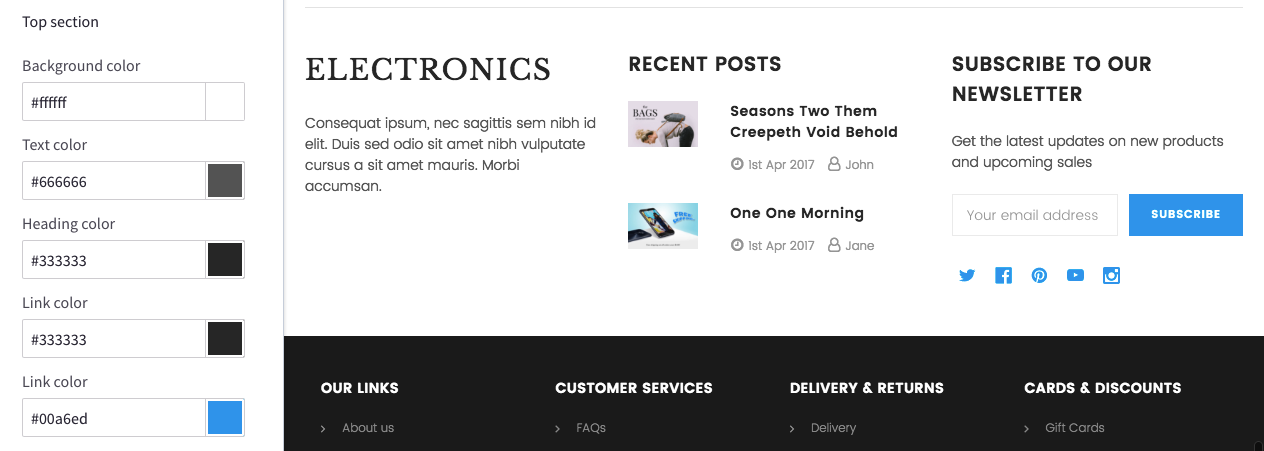 Top section
Background color
#ffffff
Text color
#666666
Heading color
#333333
Link color
#333333
Link color
#00a6ed
ELECTRONICS
Consequat ipsum, nec sagittis sem nibh id
elit. Duis sed odio sit amet nibh vulputate
cursus a sit amet mauris. Morbi
accumsan.
RECENT POSTS
BAGS
Seasons Two Them
Creepeth Void Behold
1st Apr 2017 John
One One Morning
1st Apr 2017 Jane
SUBSCRIBE TO OUR
NEWSLETTER
Get the latest updates on new products
and upcoming sales
Your email address
SUBSCRIBE
OUR LINKS
About us
CUSTOMER SERVICES
FAQs
DELIVERY & RETURNS
Delivery
CARDS & DISCOUNTS
Gift Cards